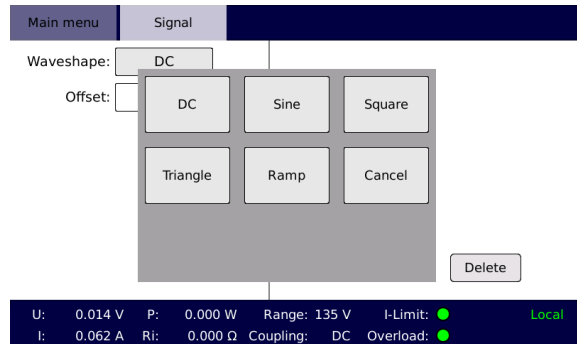 Main menu Signal
Waveshape: DC
Offset:
DC Sine Square
Triangle Ramp Cancel
Delete
U: 0.014 V P: 0.000 W Range: 135 V I-Limit: Local
I: 0.062 A Ri: 0.000 Ω Coupling: DC Overload: